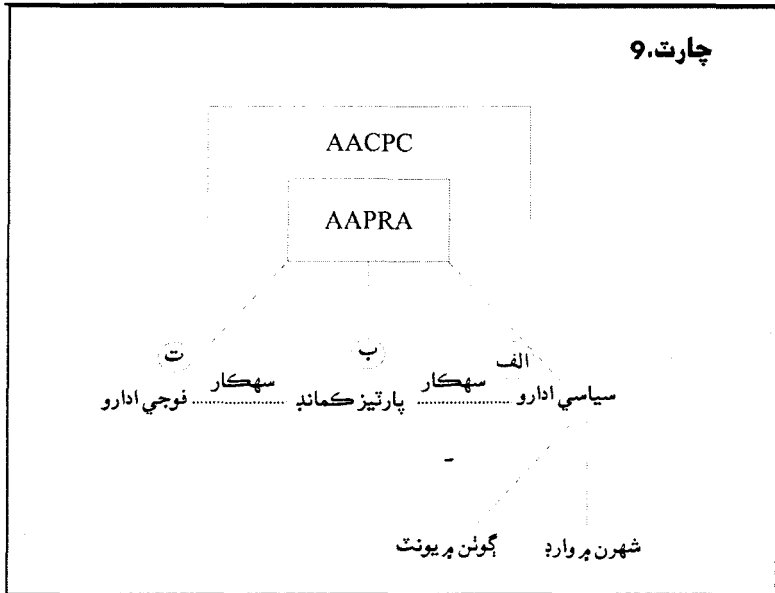 چارٽ.9
AACPC
AAPRA
الف ب ت
سياسي ادارو ........ سهڪار ........ پارٽيز ڪمانڊ ........ سهڪار ........ فوجي ادارو
شهرن ۾ وارڊ ڳوٺن ۾ يونٽ